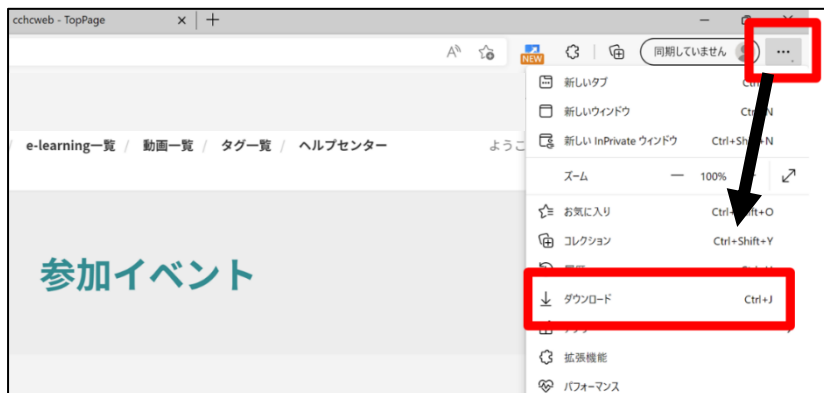 cchcweb - TopPage
NEW
同期していません
新しいタブ
新しいウィンドウ
新しい InPrivate ウィンドウ Ctrl+Sh
e-learning一覧 / 動画一覧 / タグ一覧 / ヘルプセンター ようこ
ズーム 100%
お気に入り
コレクション Ctrl+Shift+Y
参加イベント
ダウンロード Ctrl+J
拡張機能
パフォーマンス